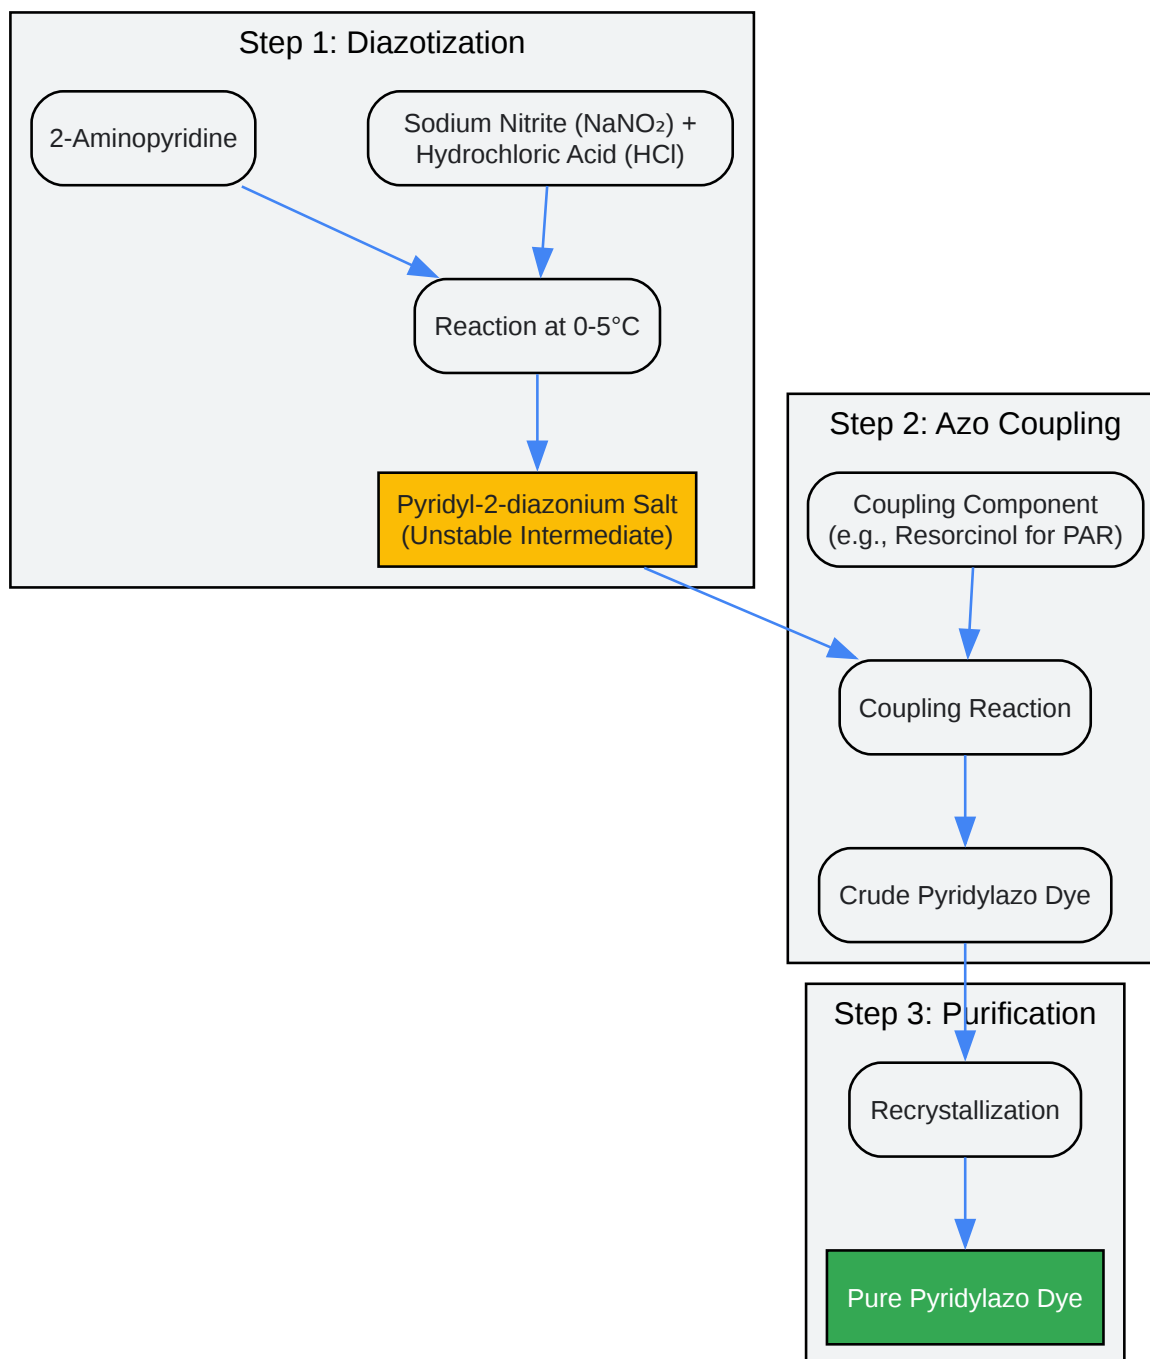 Step 1: Diazotization
2-Aminopyridine
Sodium Nitrite (NaNO₂) +
Hydrochloric Acid (HCl)
Reaction at 0-5°C
Pyridyl-2-diazonium Salt
(Unstable Intermediate)
Step 2: Azo Coupling
Coupling Component
(e.g., Resorcinol for PAR)
Coupling Reaction
Crude Pyridylazo Dye
Step 3: Purification
Recrystallization
Pure Pyridylazo Dye